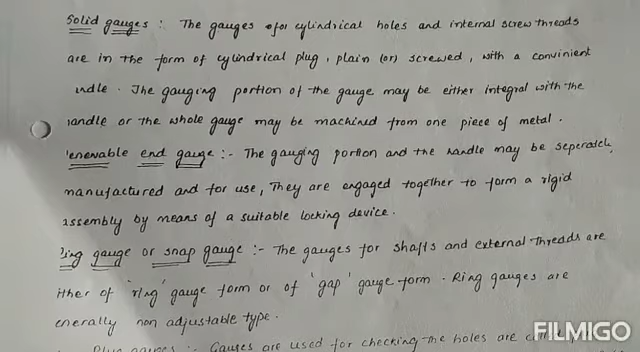 Solid gauges :. The gauges for cylindrical holes and internal screw threads
are in the form of cylindrical plug, plain (or) screwed, with a convinient
andle. The gauging portion of the gauge may be either integral with the
handle or the whole gauge may be machined from one piece of metal.
enewable end gauge :- The gauging portion and the handle may be seperately
manufactured and for use, They are engaged together to form a rigid
assembly by means of a suitable locking device.
ing gauge or snap gauge :- The gauges for shafts and external threads are
ither of 'ring' gauge form or of 'gap' gauge form. Ring gauges are
enerally non adjustable type.
Plug gauges :- Gauges are used for checking the holes are
FILMIGO